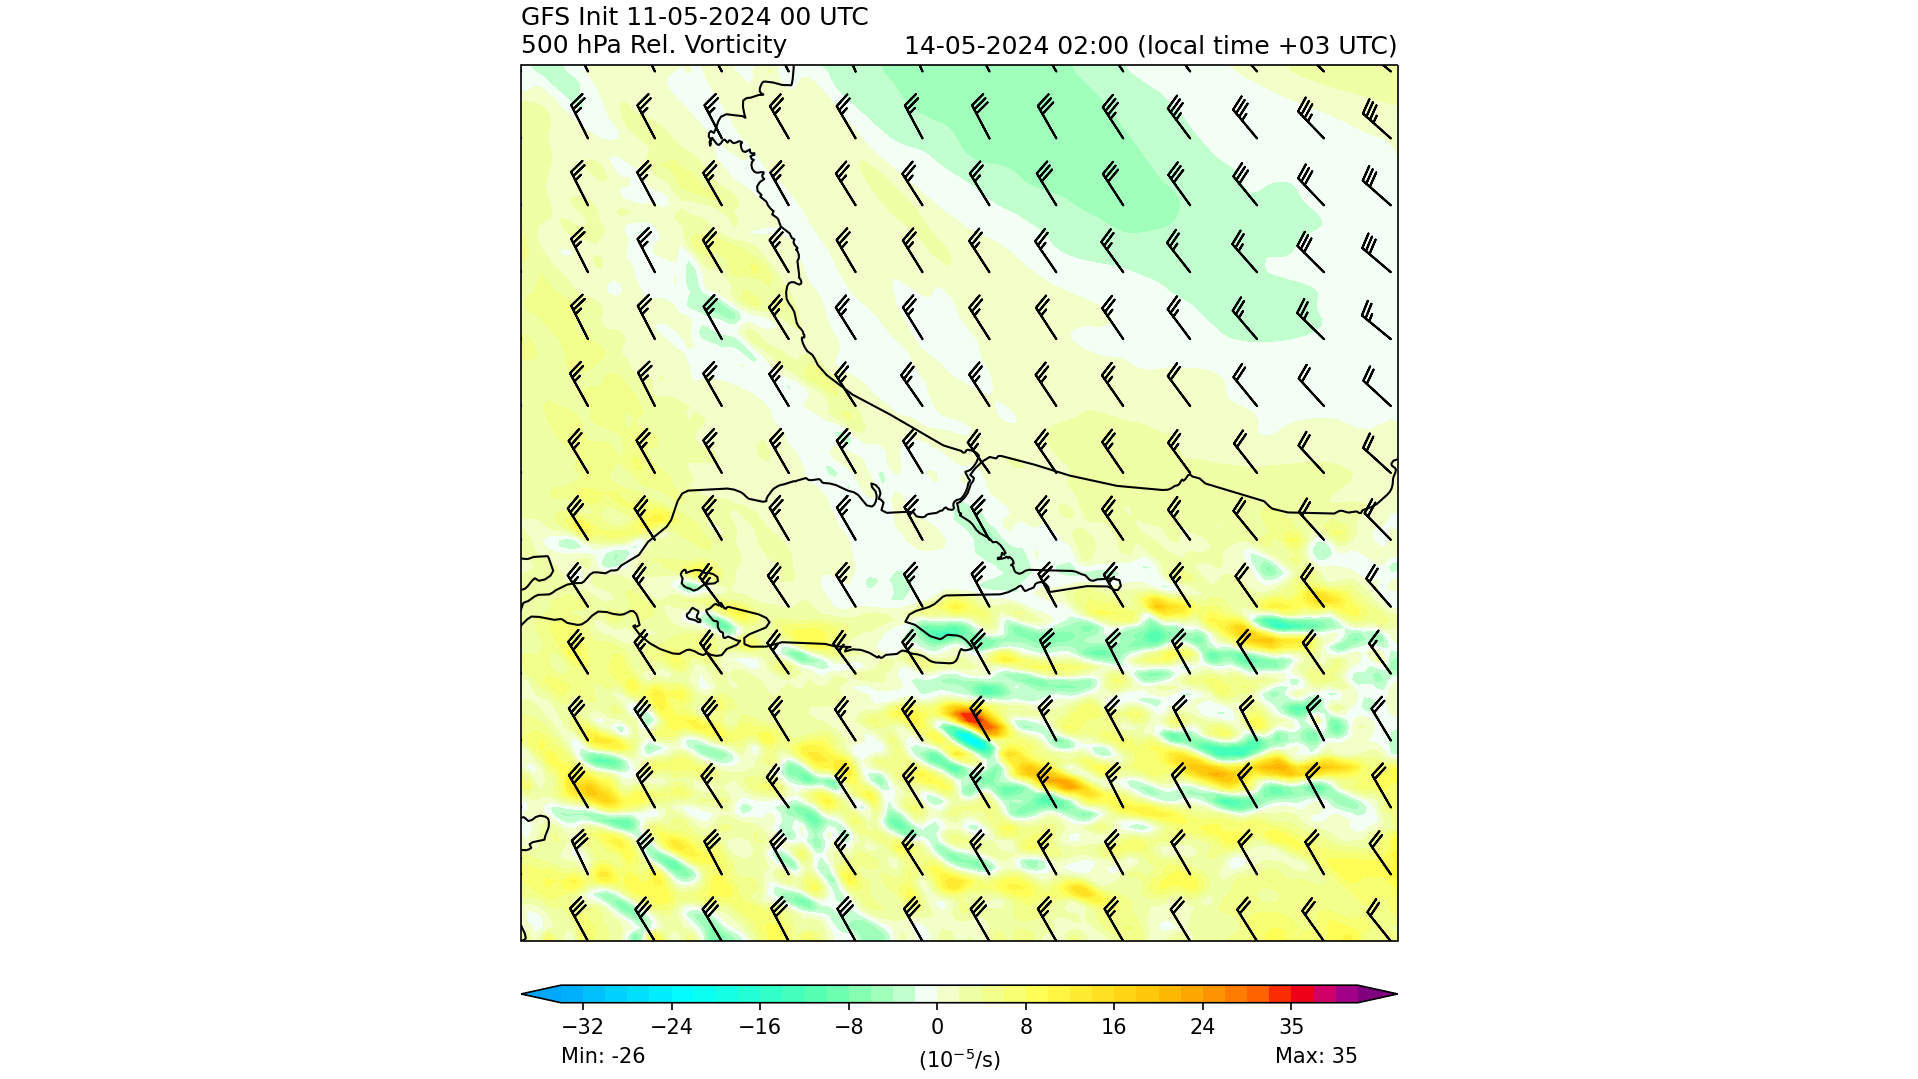 GFS Init 11-05-2024 00 UTC
500 hPa Rel. Vorticity
14-05-2024 02:00 (local time +03 UTC)
−32 −24 −16 −8 0 8 16 24 35
Min: -26
(10⁻⁵/s)
Max: 35